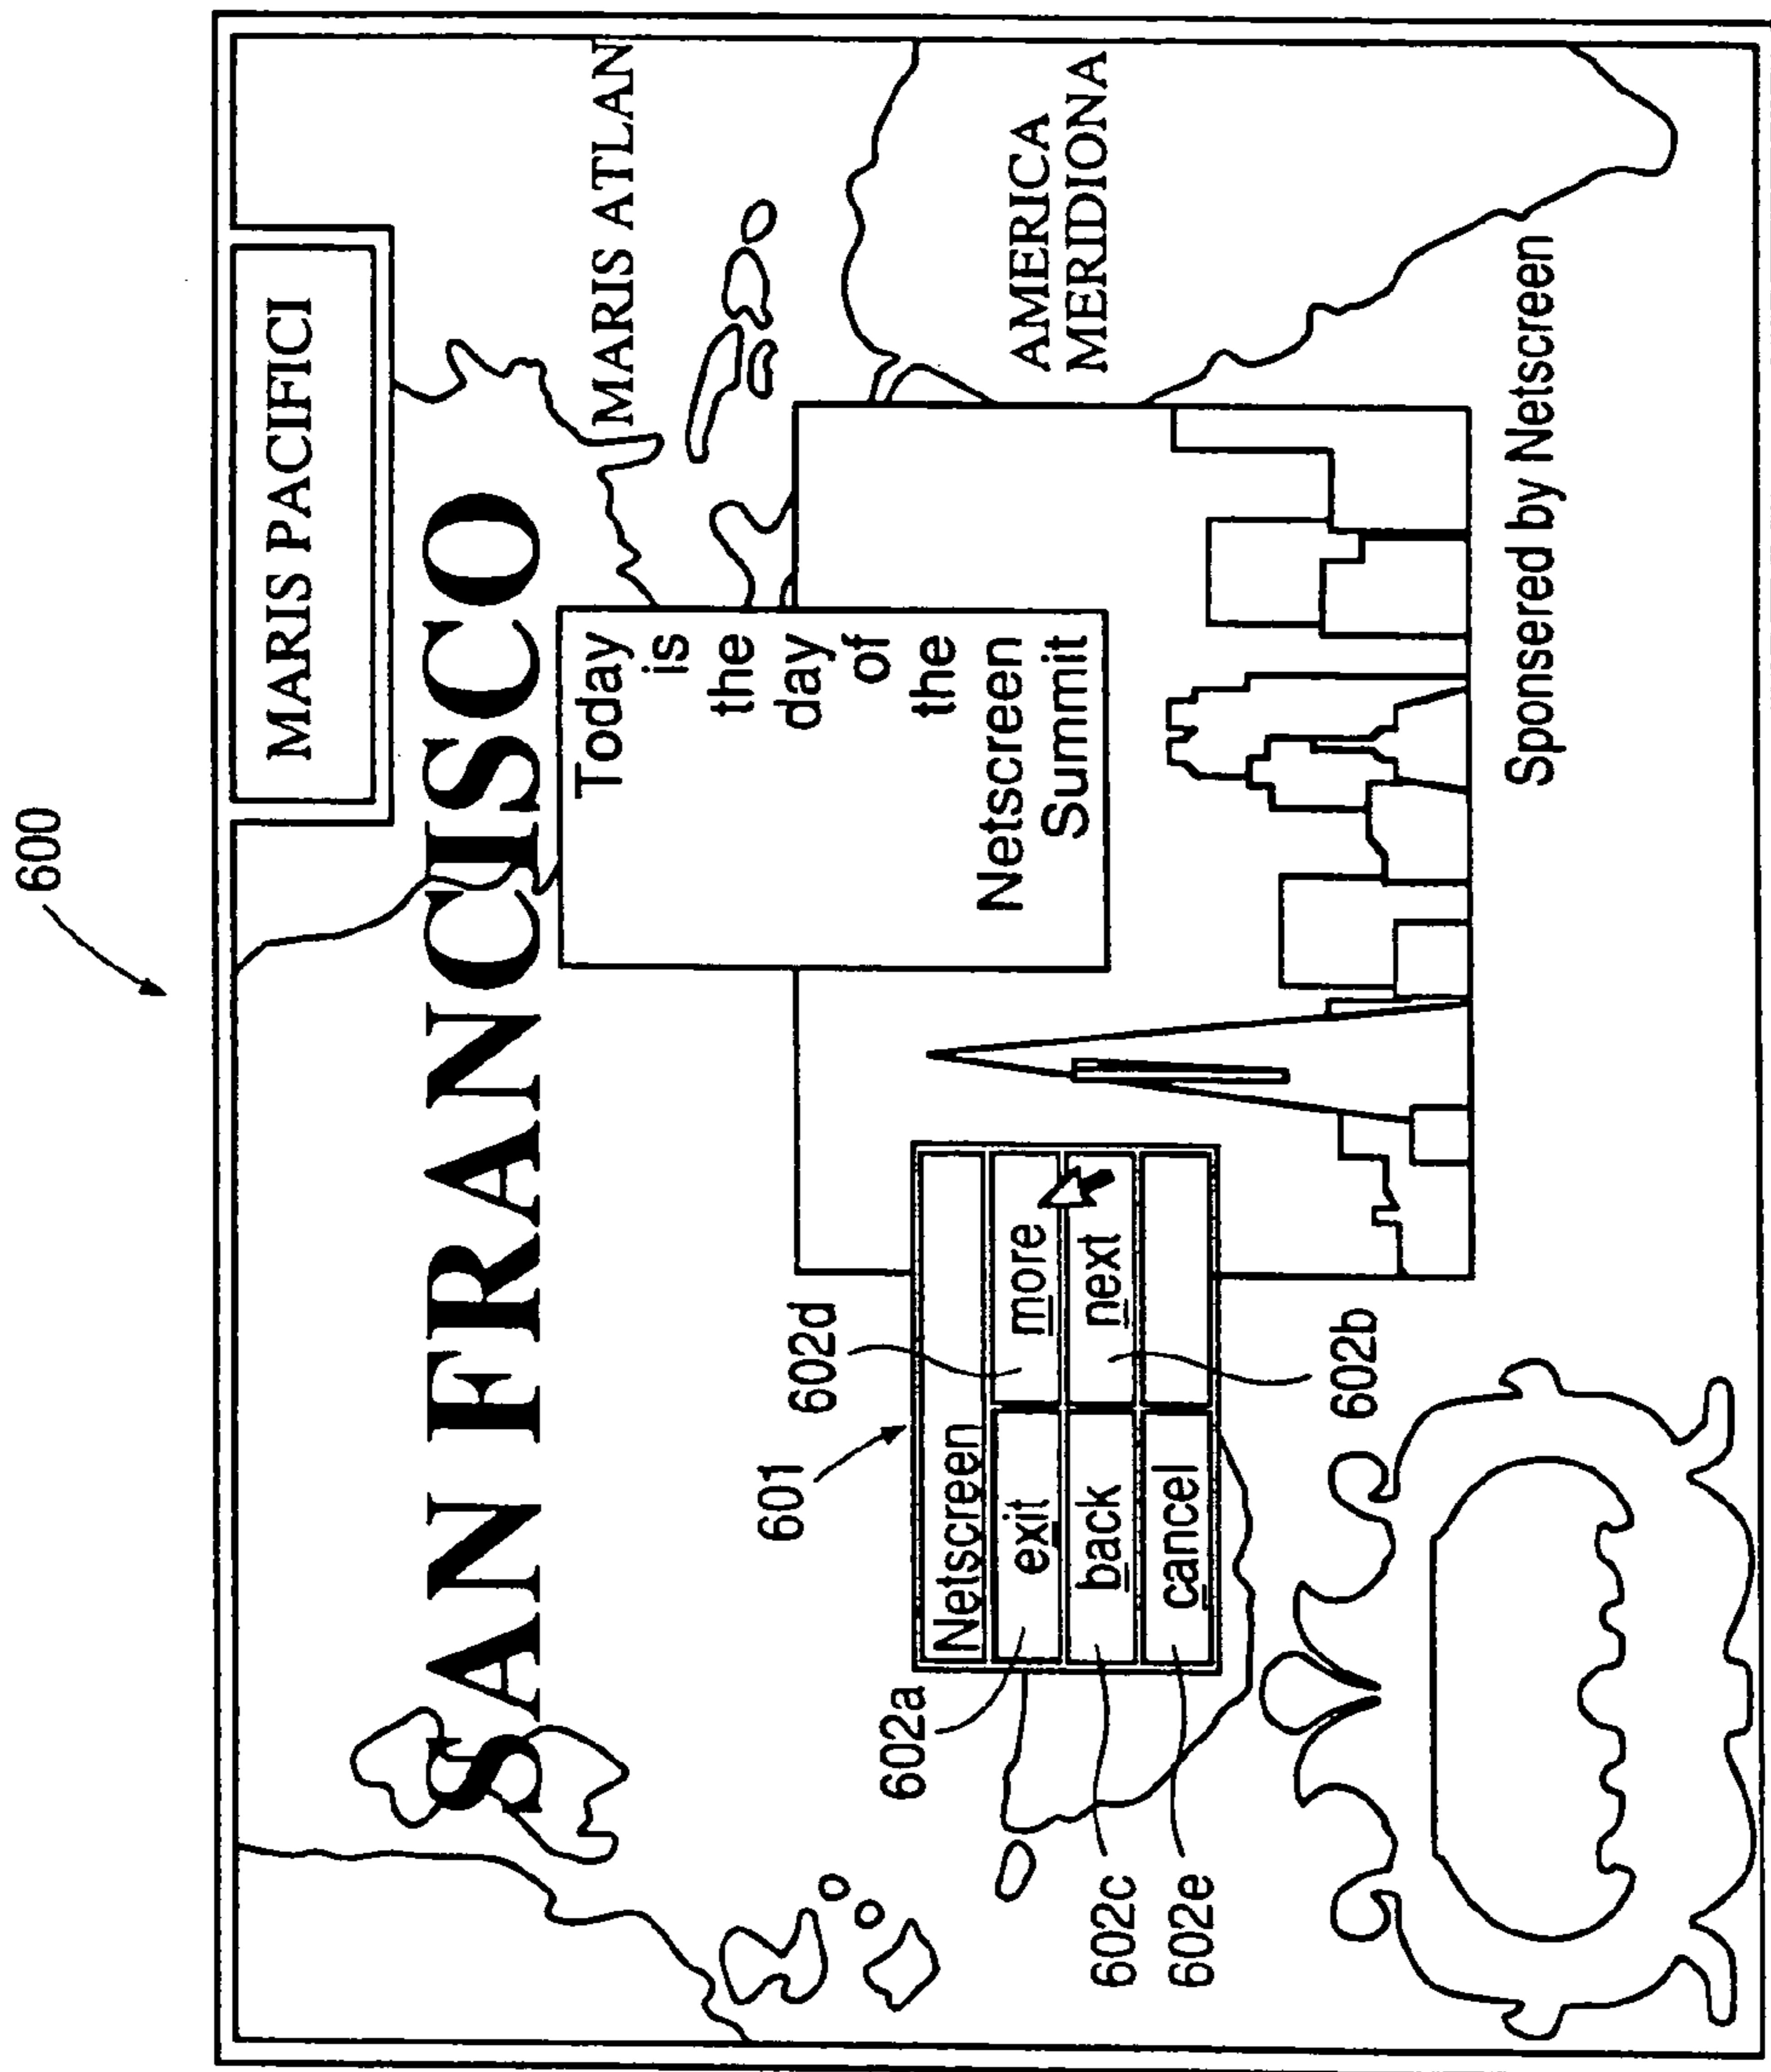 600
MARIS PACIFICI
SAN FRANCISCO
MARIS ATLAN
Today
is
the
day
of
the
Netscreen
Summit
AMERICA
MERIDIONA
601
602d
Netscreen
602a
exit
more
back
next
cancel
602c
602e
602b
Sponsered by Netscreen